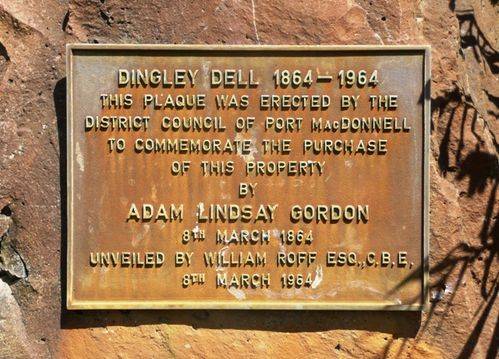 DINGLEY DELL 1864 – 1964
THIS PLAQUE WAS ERECTED BY THE
DISTRICT COUNCIL OF PORT MACDONNELL
TO COMMEMORATE THE PURCHASE
OF THIS PROPERTY
BY
ADAM LINDSAY GORDON
8TH MARCH 1864
UNVEILED BY WILLIAM ROFF ESQ., C.B.E.
8TH MARCH 1964